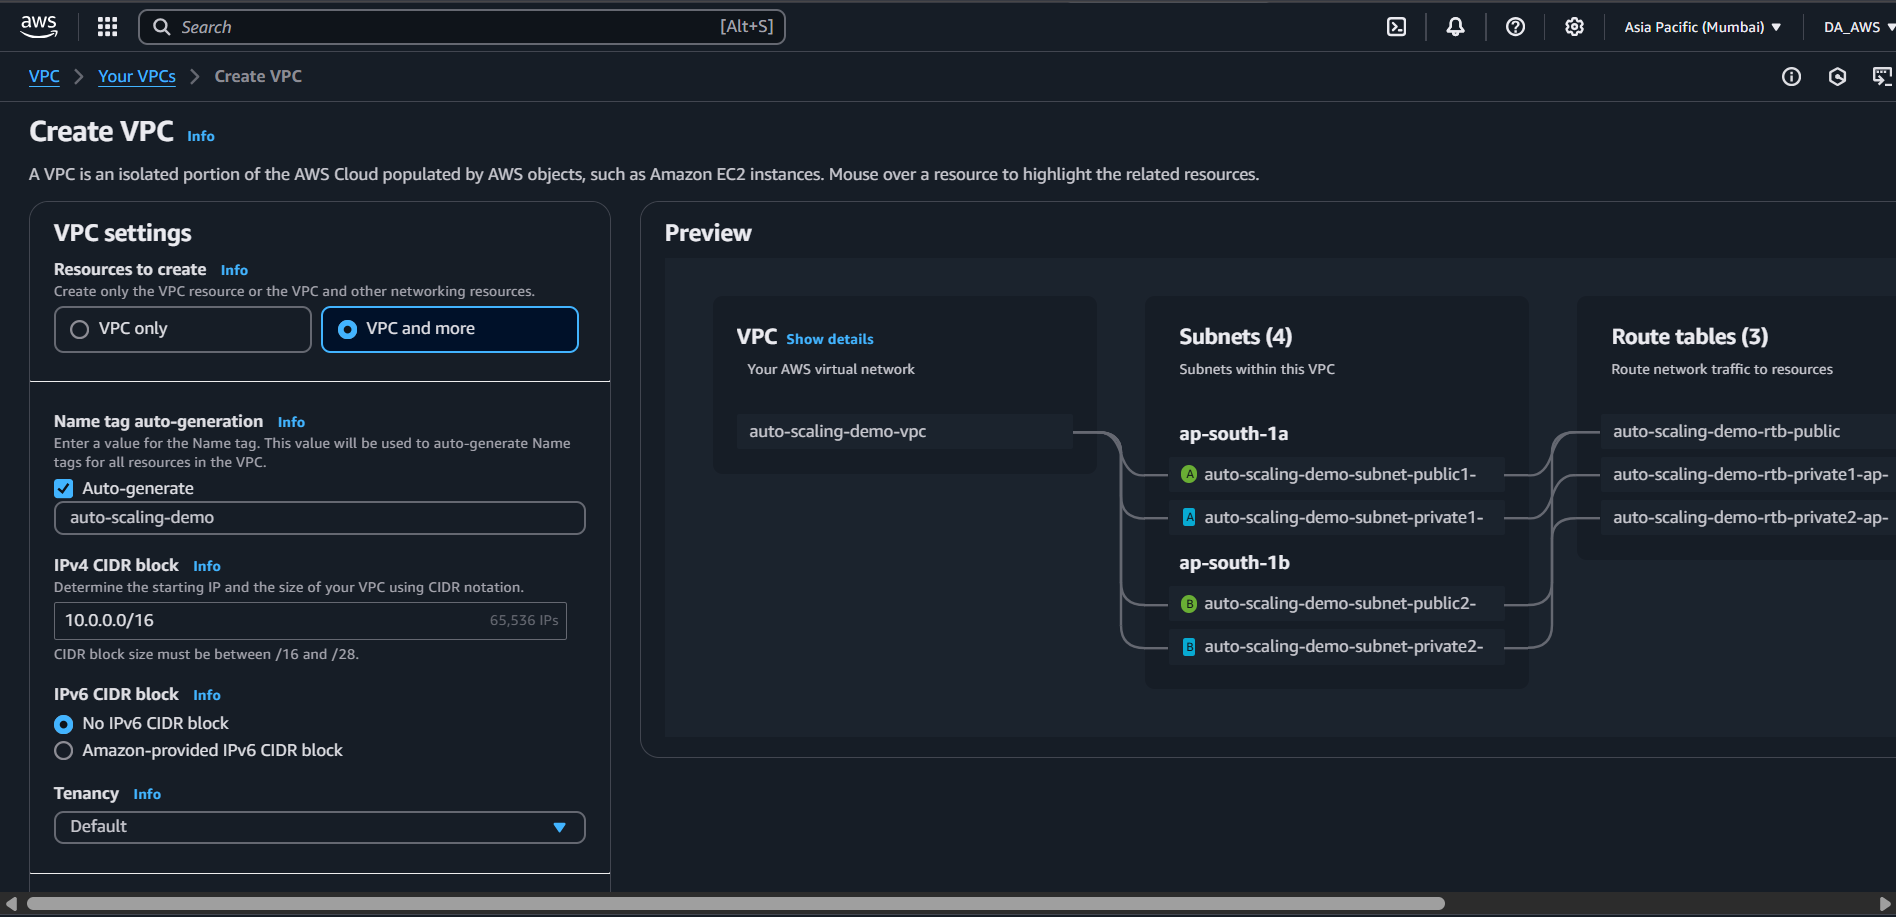 aws
Search [Alt+S]
Asia Pacific (Mumbai)
DA_AWS
VPC
Your VPCs
Create VPC
Create VPC Info
A VPC is an isolated portion of the AWS Cloud populated by AWS objects, such as Amazon EC2 instances. Mouse over a resource to highlight the related resources.
VPC settings
Resources to create Info
Create only the VPC resource or the VPC and other networking resources.
VPC only
VPC and more
Name tag auto-generation Info
Enter a value for the Name tag. This value will be used to auto-generate Name
tags for all resources in the VPC.
Auto-generate
auto-scaling-demo
IPv4 CIDR block Info
Determine the starting IP and the size of your VPC using CIDR notation.
10.0.0.0/16 65,536 IPs
CIDR block size must be between /16 and /28.
IPv6 CIDR block Info
No IPv6 CIDR block
Amazon-provided IPv6 CIDR block
Tenancy Info
Default
Preview
VPC Show details
Your AWS virtual network
auto-scaling-demo-vpc
Subnets (4)
Subnets within this VPC
ap-south-1a
A auto-scaling-demo-subnet-public1-
A auto-scaling-demo-subnet-private1-
ap-south-1b
B auto-scaling-demo-subnet-public2-
B auto-scaling-demo-subnet-private2-
Route tables (3)
Route network traffic to resources
auto-scaling-demo-rtb-public
auto-scaling-demo-rtb-private1-ap-
auto-scaling-demo-rtb-private2-ap-